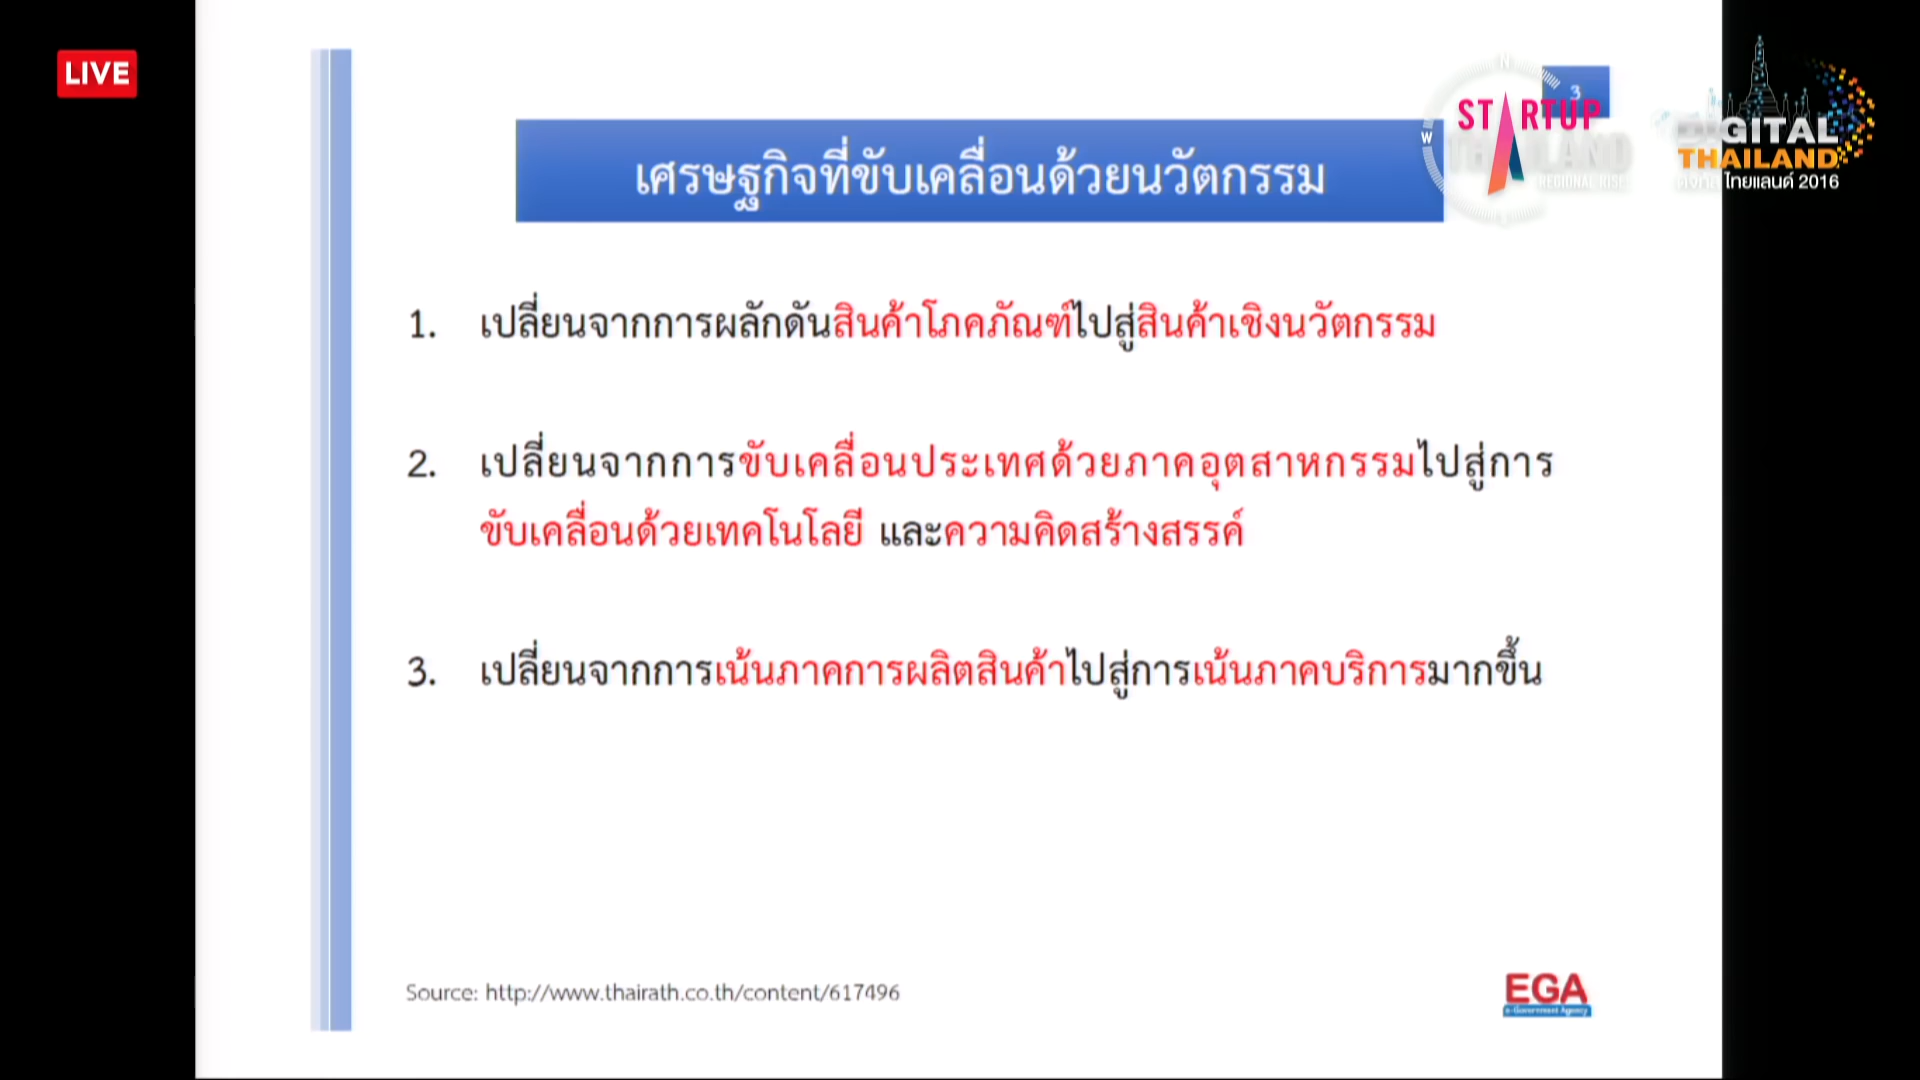 LIVE
3
STARTUP
THAILAND
REGIONAL RISE
N
W
DIGITAL
THAILAND
ดิจิทัล ไทยแลนด์ 2016
เศรษฐกิจที่ขับเคลื่อนด้วยนวัตกรรม
1. เปลี่ยนจากการผลักดันสินค้าโภคภัณฑ์ไปสู่สินค้าเชิงนวัตกรรม
2. เปลี่ยนจากการขับเคลื่อนประเทศด้วยภาคอุตสาหกรรมไปสู่การ
ขับเคลื่อนด้วยเทคโนโลยี และความคิดสร้างสรรค์
3. เปลี่ยนจากการเน้นภาคการผลิตสินค้าไปสู่การเน้นภาคบริการมากขึ้น
Source: http://www.thairath.co.th/content/617496
EGA
e-Government Agency